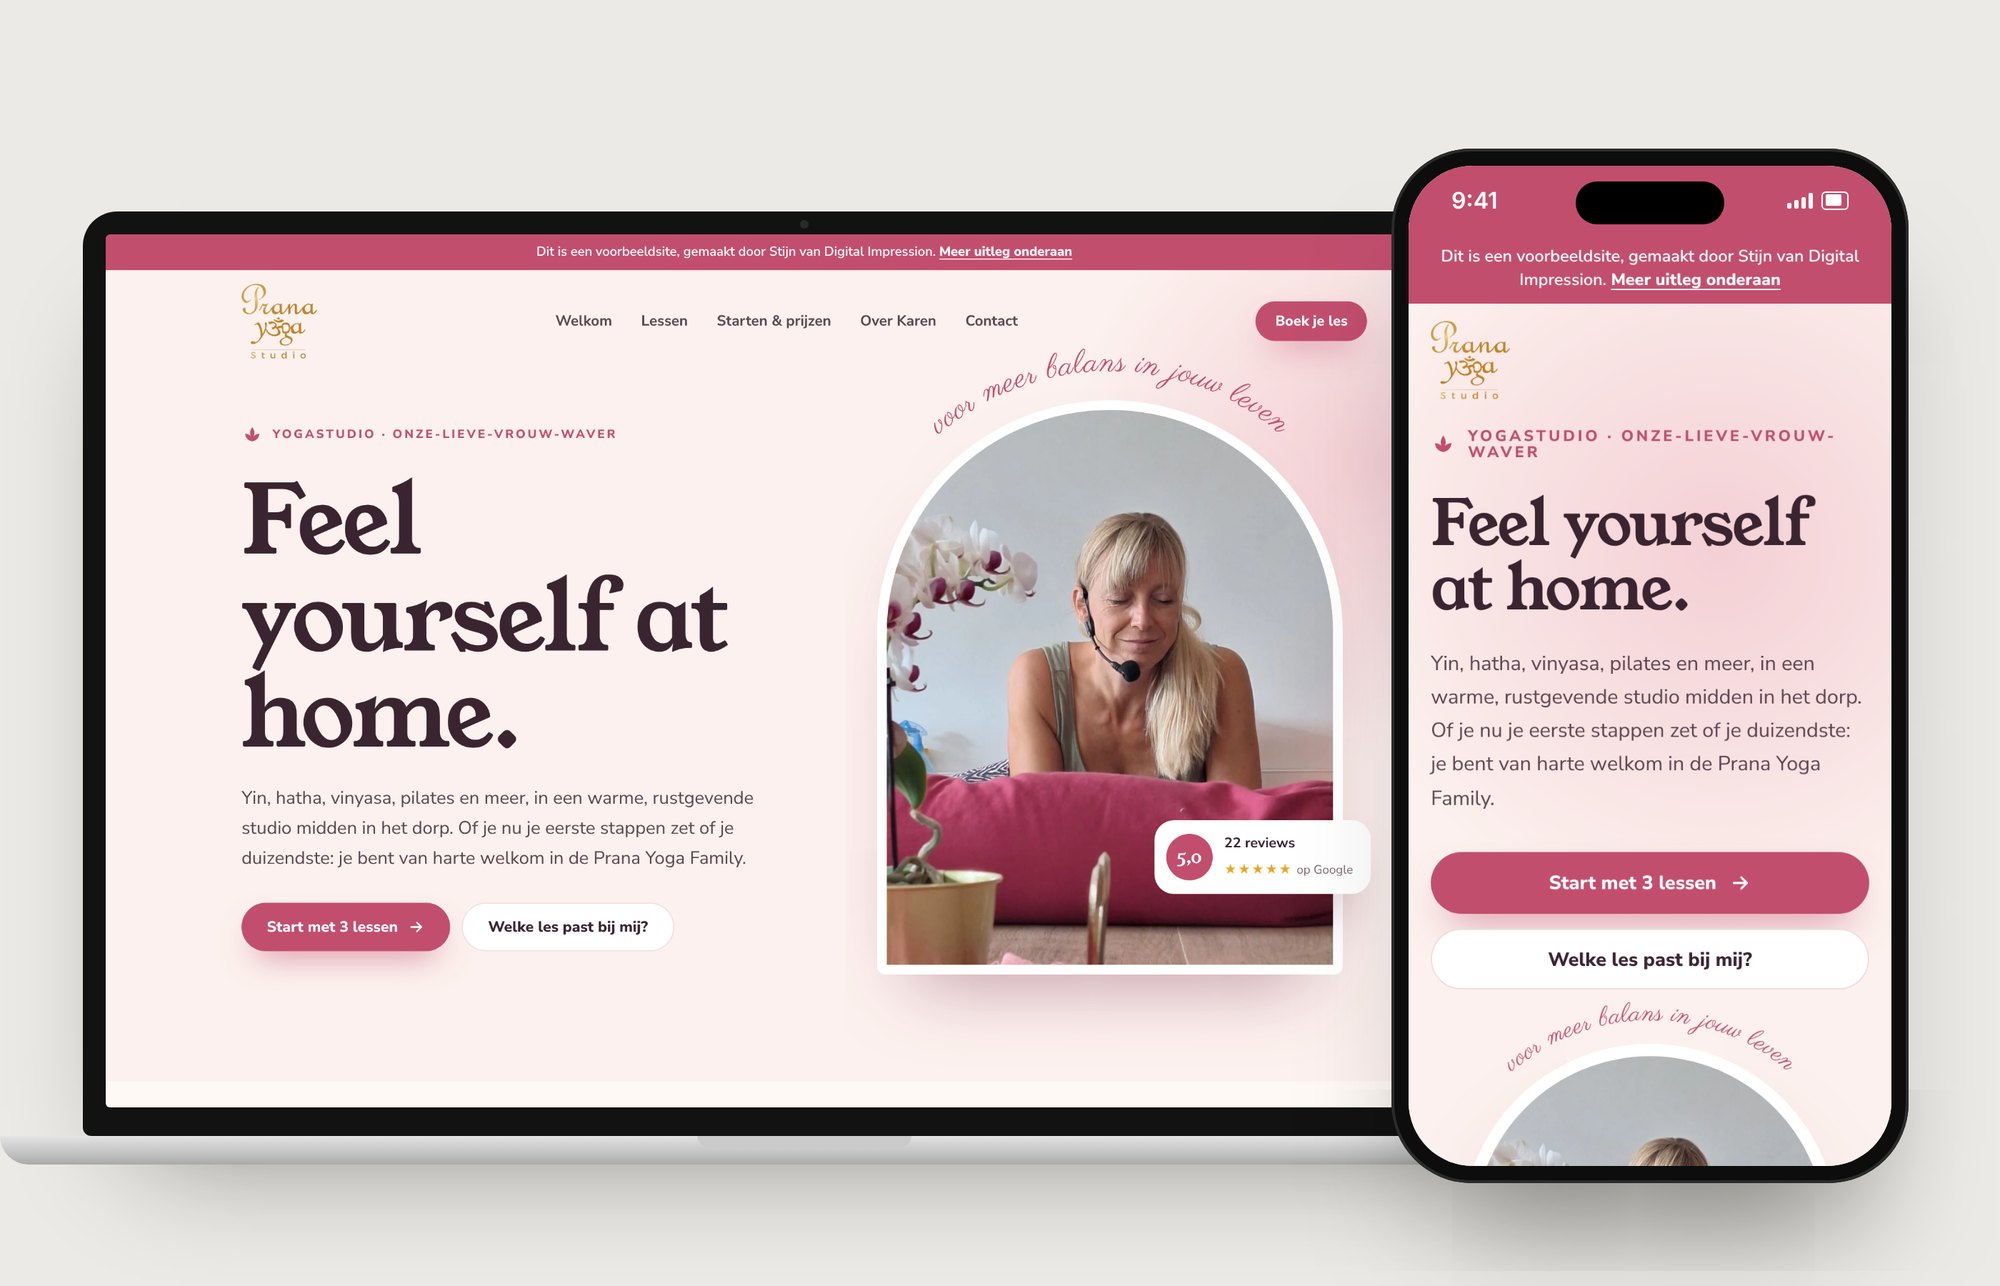 Dit is een voorbeeldsite, gemaakt door Stijn van Digital Impression. Meer uitleg onderaan
Prana
yoga
Studio
Welkom Lessen Starten & prijzen Over Karen Contact
Boek je les
voor meer balans in jouw leven
YOGASTUDIO · ONZE-LIEVE-VROUW-WAVER
Feel
yourself at
home.
Yin, hatha, vinyasa, pilates en meer, in een warme, rustgevende
studio midden in het dorp. Of je nu je eerste stappen zet of je
duizendste: je bent van harte welkom in de Prana Yoga Family.
Start met 3 lessen →
Welke les past bij mij?
5,0
22 reviews
★★★★★ op Google
9:41
Dit is een voorbeeldsite, gemaakt door Stijn van Digital
Impression. Meer uitleg onderaan
Prana
yoga
Studio
YOGASTUDIO · ONZE-LIEVE-VROUW-
WAVER
Feel yourself
at home.
Yin, hatha, vinyasa, pilates en meer, in een
warme, rustgevende studio midden in het dorp.
Of je nu je eerste stappen zet of je duizendste:
je bent van harte welkom in de Prana Yoga
Family.
Start met 3 lessen →
Welke les past bij mij?
voor meer balans in jouw leven